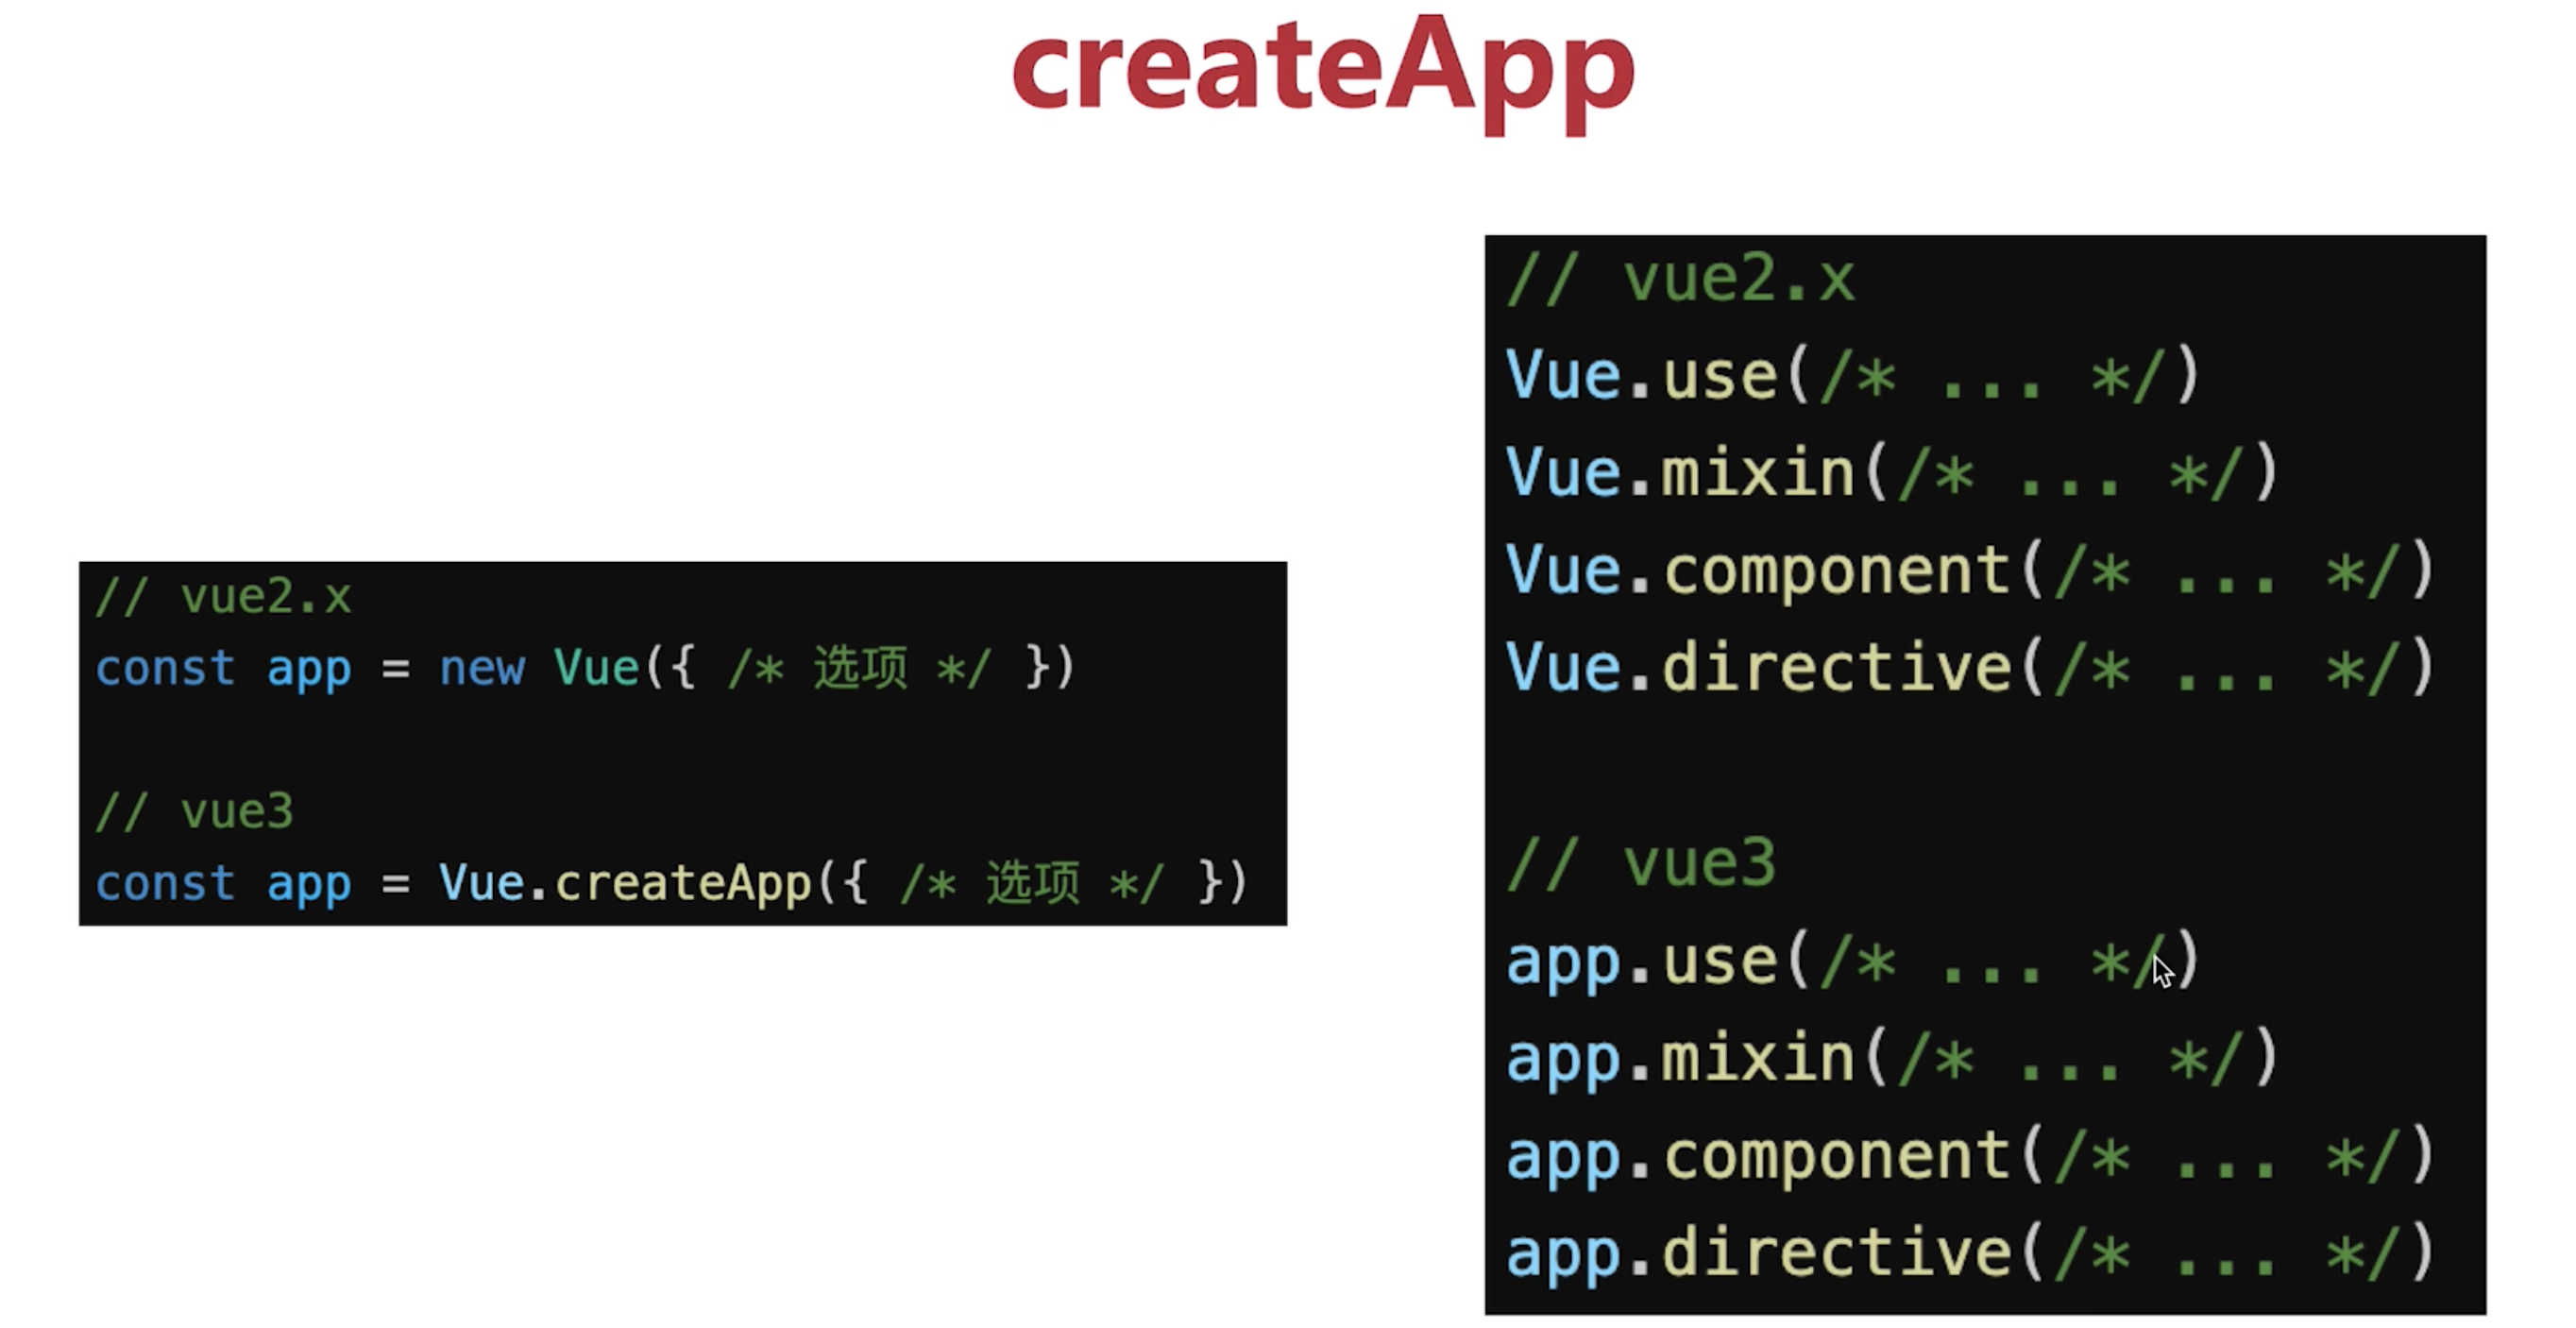 createApp
// vue2.x
const app = new Vue({ /* 选项 */ })
// vue3
const app = Vue.createApp({ /* 选项 */ })
// vue2.x
Vue.use(/* ... */)
Vue.mixin(/* ... */)
Vue.component(/* ... */)
Vue.directive(/* ... */)
// vue3
app.use(/* ... */)
app.mixin(/* ... */)
app.component(/* ... */)
app.directive(/* ... */)